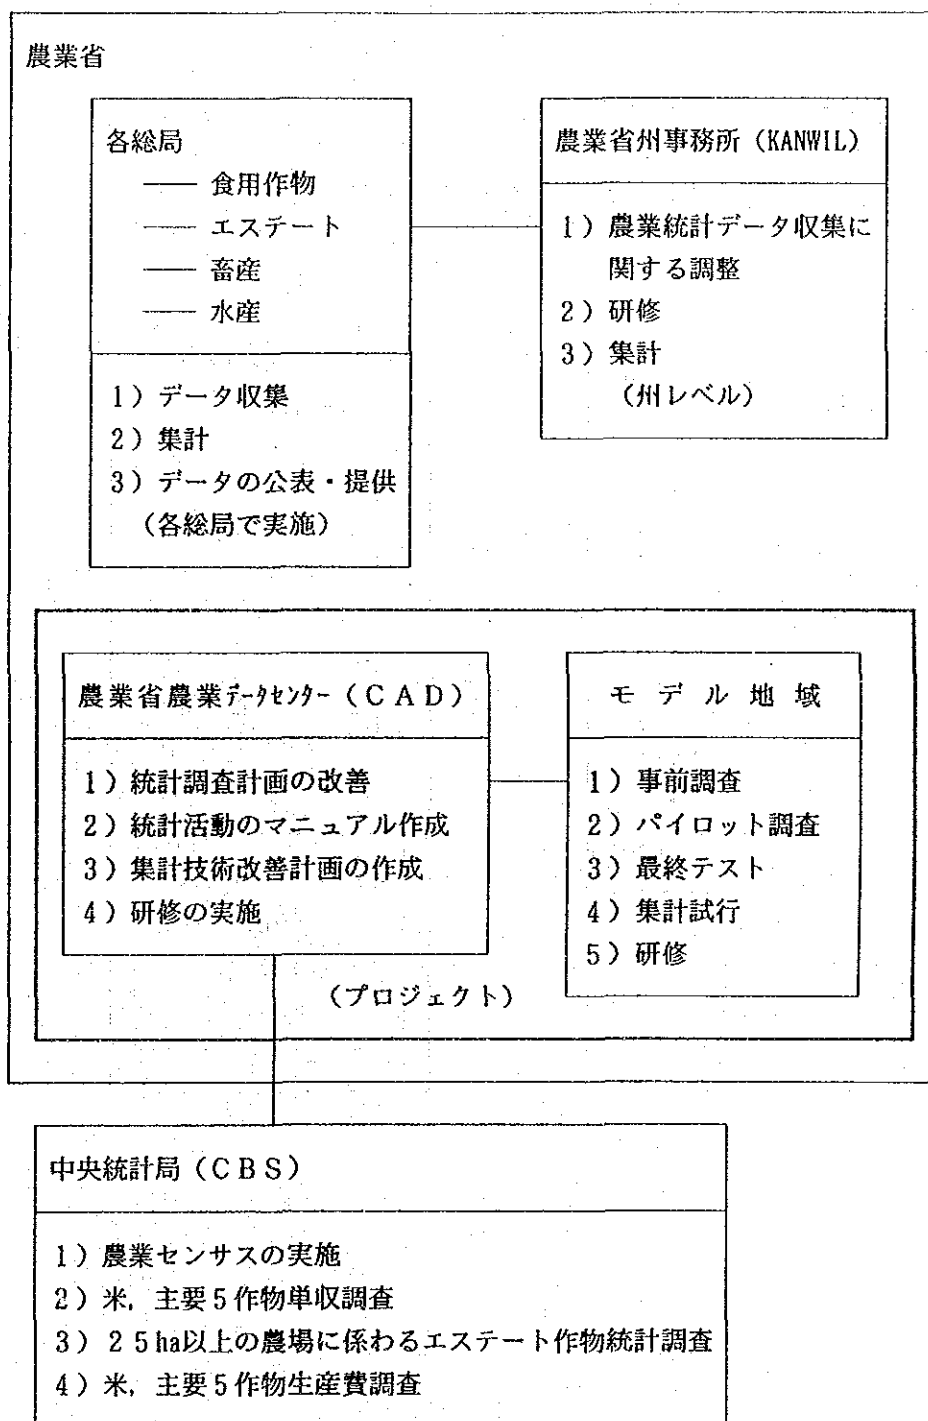 農業省
各総局
―― 食用作物
―― エステート
―― 畜産
―― 水産
1）データ収集
2）集計
3）データの公表・提供
（各総局で実施）
農業省州事務所（KANWIL）
1）農業統計データ収集に
関する調整
2）研修
3）集計
（州レベル）
農業省農業データセンター（CAD）
1）統計調査計画の改善
2）統計活動のマニュアル作成
3）集計技術改善計画の作成
4）研修の実施
モデル地域
1）事前調査
2）パイロット調査
3）最終テスト
4）集計試行
5）研修
（プロジェクト）
中央統計局（CBS）
1）農業センサスの実施
2）米，主要5作物単収調査
3）25ha以上の農場に係わるエステート作物統計調査
4）米，主要5作物生産費調査